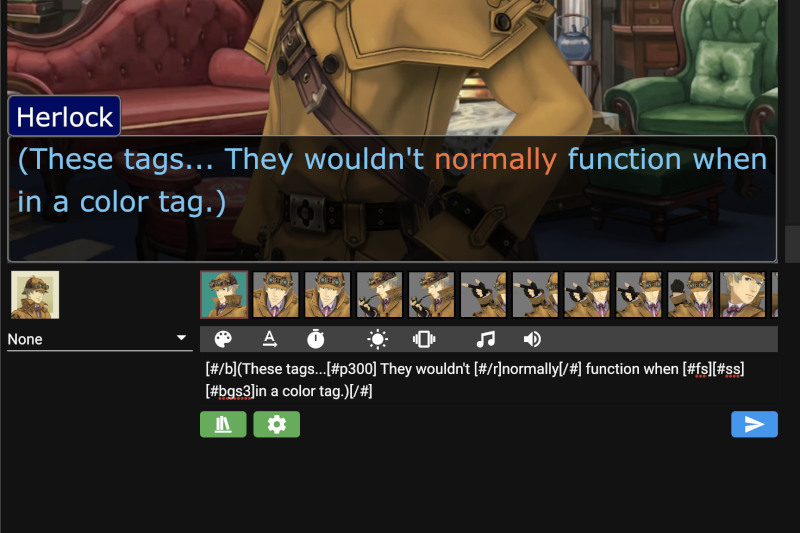 Herlock
(These tags... They wouldn't normally function when
in a color tag.)
None
[#/b](These tags...[#p300] They wouldn't [#/r]normally[/#] function when [#fs][#ss]
[#bgs3]in a color tag.)[/#]